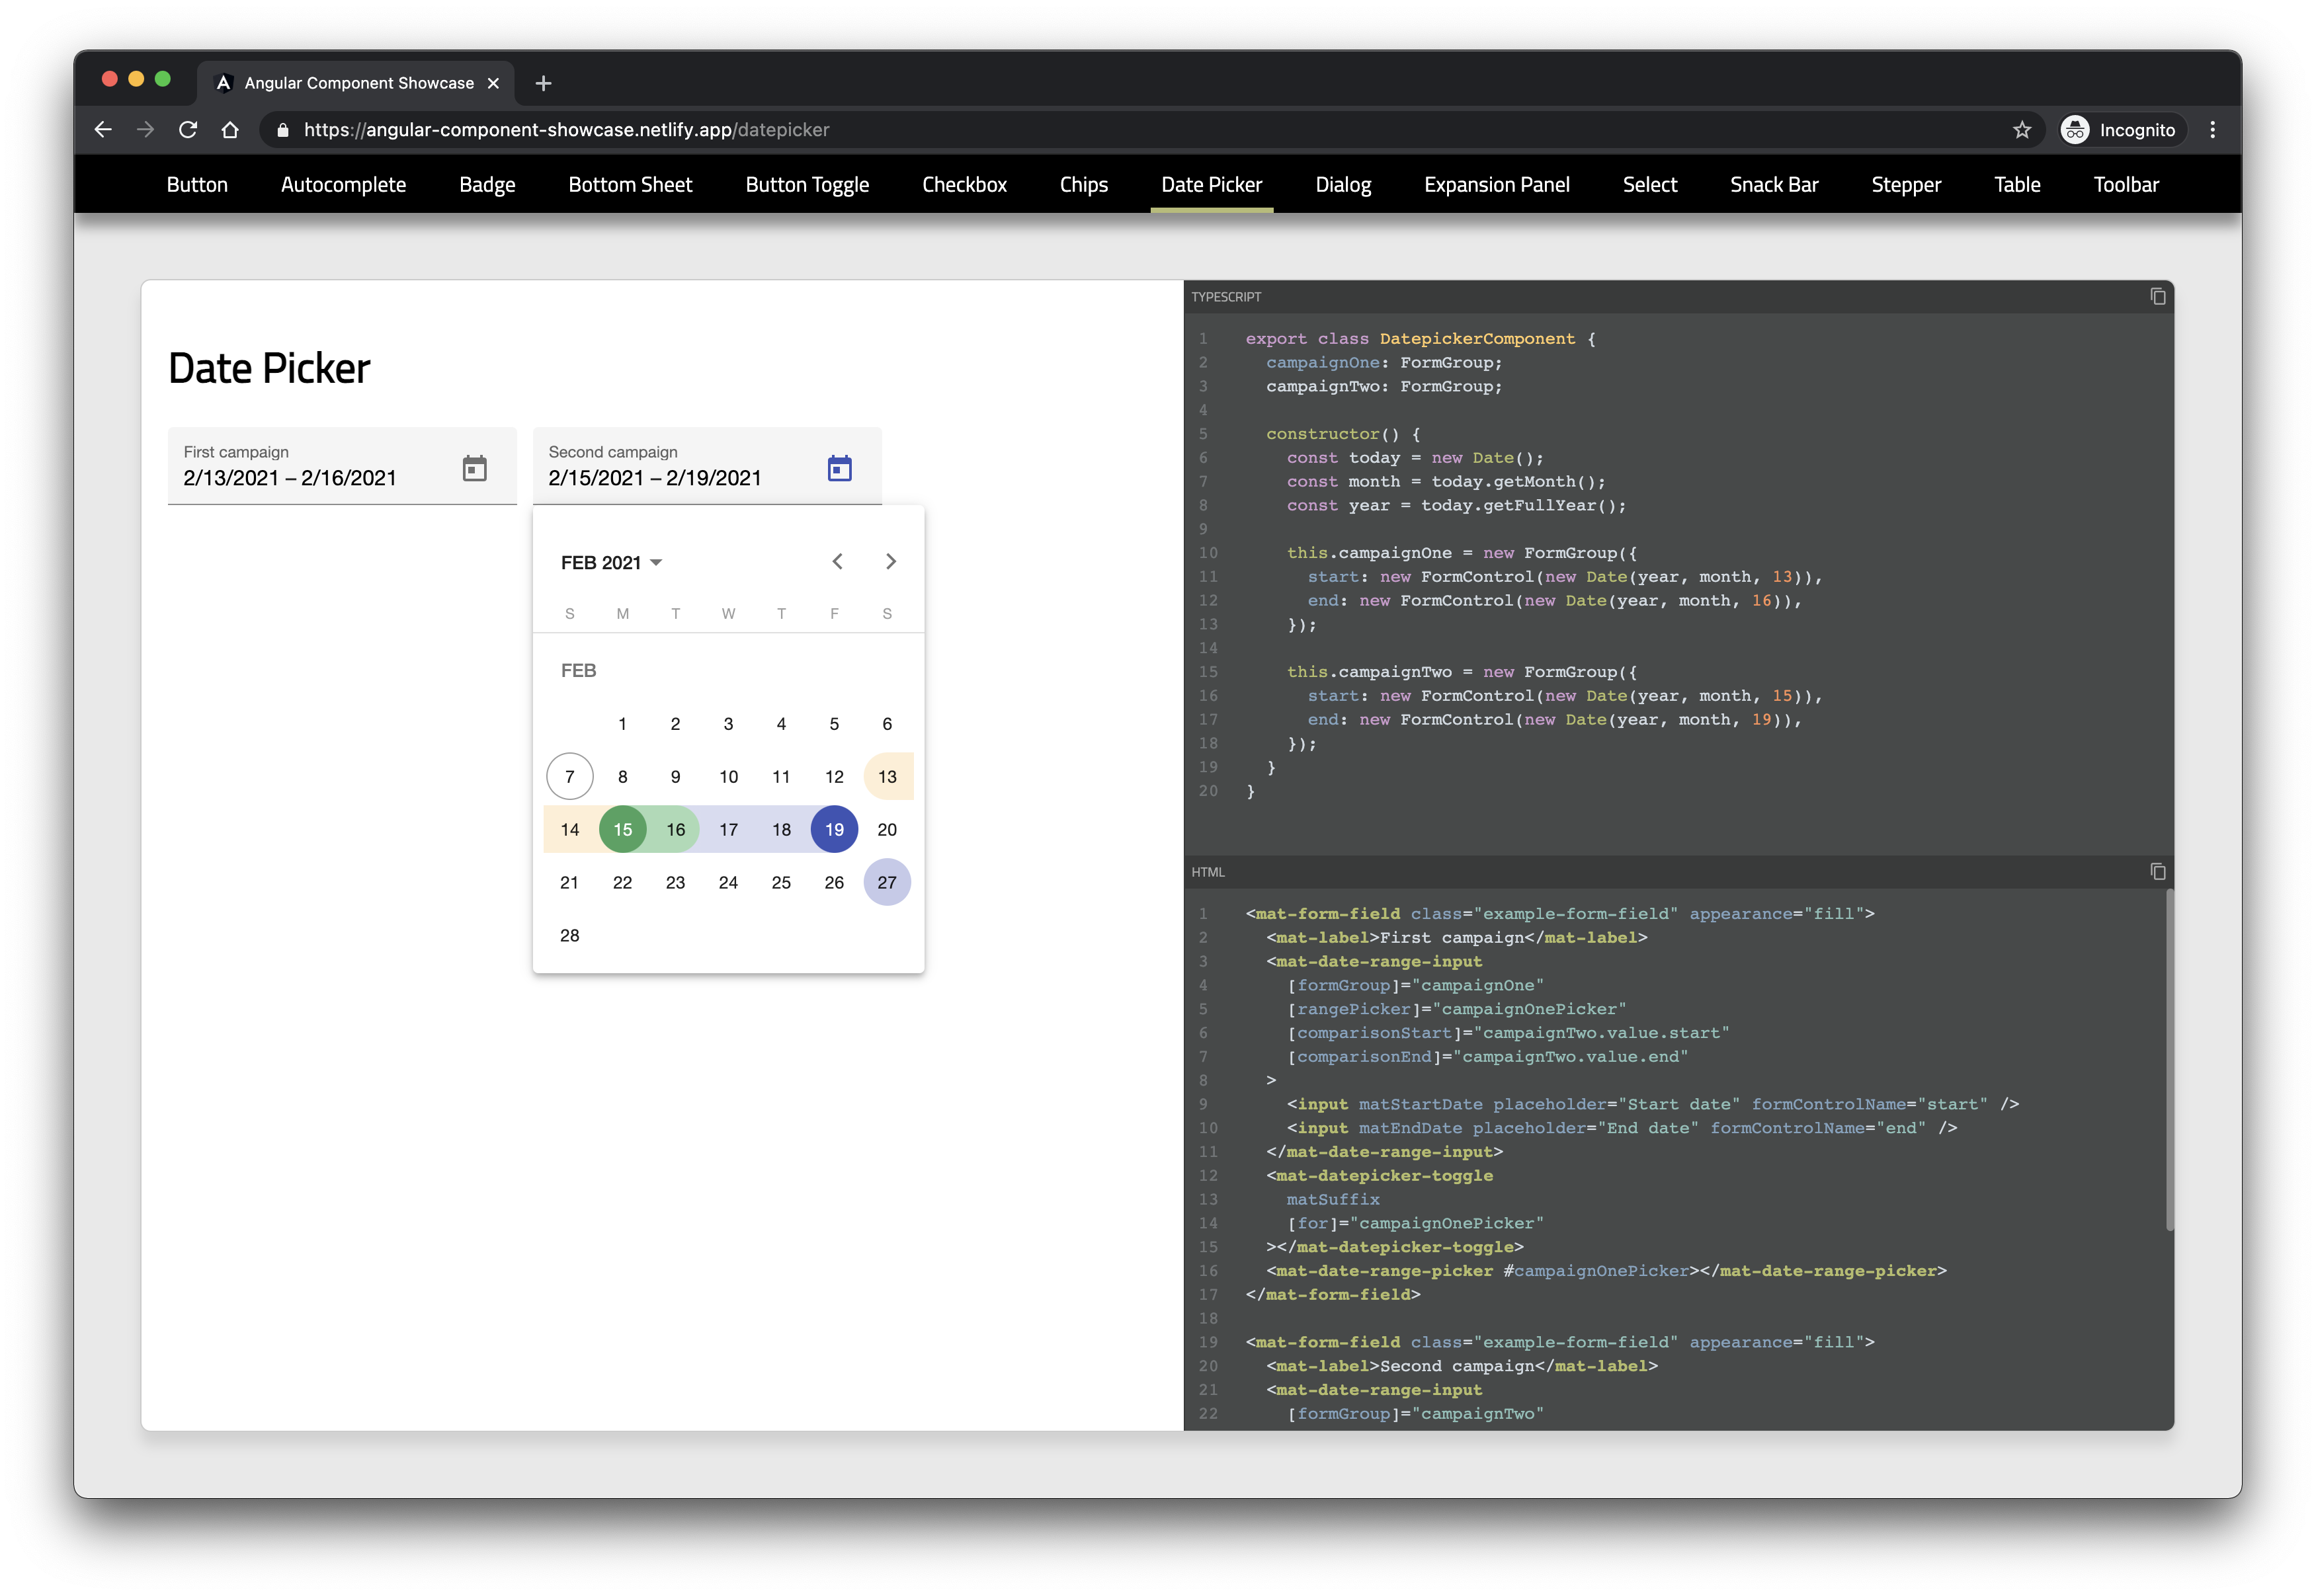 Angular Component Showcase
https://angular-component-showcase.netlify.app/datepicker
Incognito
Button Autocomplete Badge Bottom Sheet Button Toggle Checkbox Chips Date Picker Dialog Expansion Panel Select Snack Bar Stepper Table Toolbar
Date Picker
First campaign
2/13/2021 – 2/16/2021
Second campaign
2/15/2021 – 2/19/2021
FEB 2021
S M T W T F S
FEB
1 2 3 4 5 6
7 8 9 10 11 12 13
14 15 16 17 18 19 20
21 22 23 24 25 26 27
28
TYPESCRIPT
1 export class DatepickerComponent {
2 campaignOne: FormGroup;
3 campaignTwo: FormGroup;
4
5 constructor() {
6 const today = new Date();
7 const month = today.getMonth();
8 const year = today.getFullYear();
9
10 this.campaignOne = new FormGroup({
11 start: new FormControl(new Date(year, month, 13)),
12 end: new FormControl(new Date(year, month, 16)),
13 });
14
15 this.campaignTwo = new FormGroup({
16 start: new FormControl(new Date(year, month, 15)),
17 end: new FormControl(new Date(year, month, 19)),
18 });
19 }
20 }
HTML
1 <mat-form-field class="example-form-field" appearance="fill">
2 <mat-label>First campaign</mat-label>
3 <mat-date-range-input
4 [formGroup]="campaignOne"
5 [rangePicker]="campaignOnePicker"
6 [comparisonStart]="campaignTwo.value.start"
7 [comparisonEnd]="campaignTwo.value.end"
8 >
9 <input matStartDate placeholder="Start date" formControlName="start" />
10 <input matEndDate placeholder="End date" formControlName="end" />
11 </mat-date-range-input>
12 <mat-datepicker-toggle
13 matSuffix
14 [for]="campaignOnePicker"
15 ></mat-datepicker-toggle>
16 <mat-date-range-picker #campaignOnePicker></mat-date-range-picker>
17 </mat-form-field>
18
19 <mat-form-field class="example-form-field" appearance="fill">
20 <mat-label>Second campaign</mat-label>
21 <mat-date-range-input
22 [formGroup]="campaignTwo"